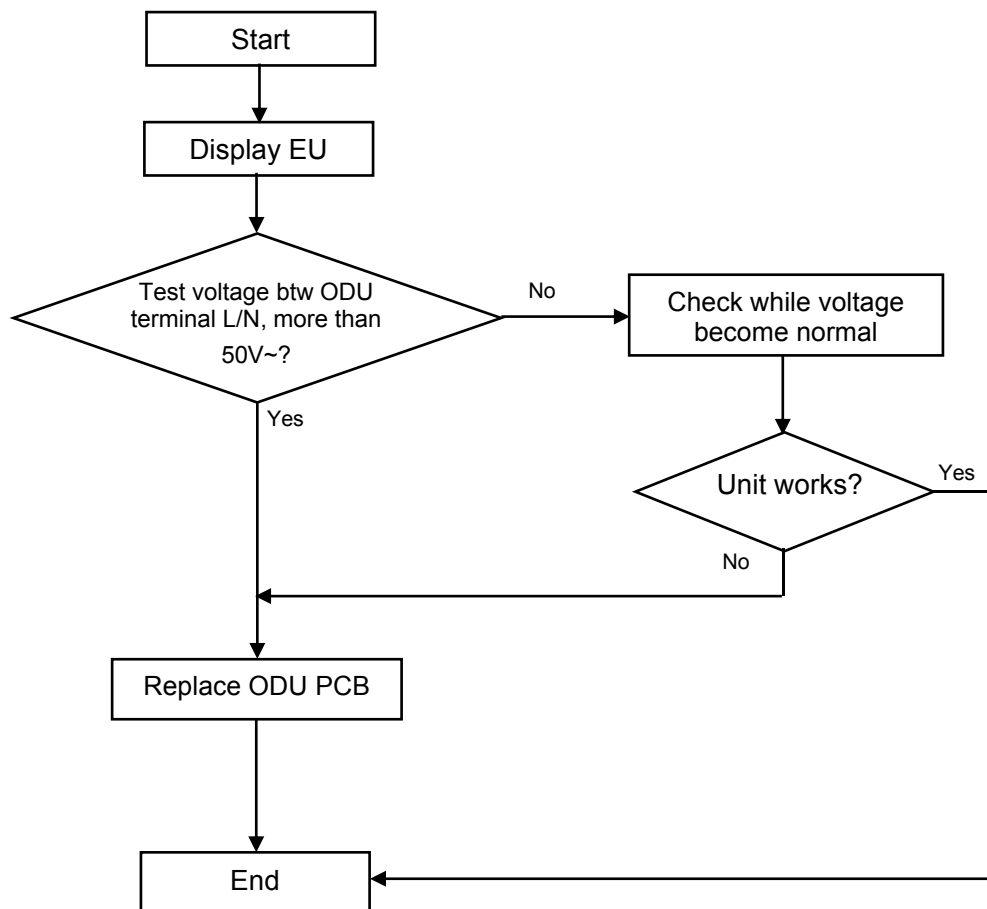 Start
Display EU
Test voltage btw ODU
terminal L/N, more than
50V~?
No
Check while voltage
become normal
Yes
Unit works?
Yes
No
Replace ODU PCB
End